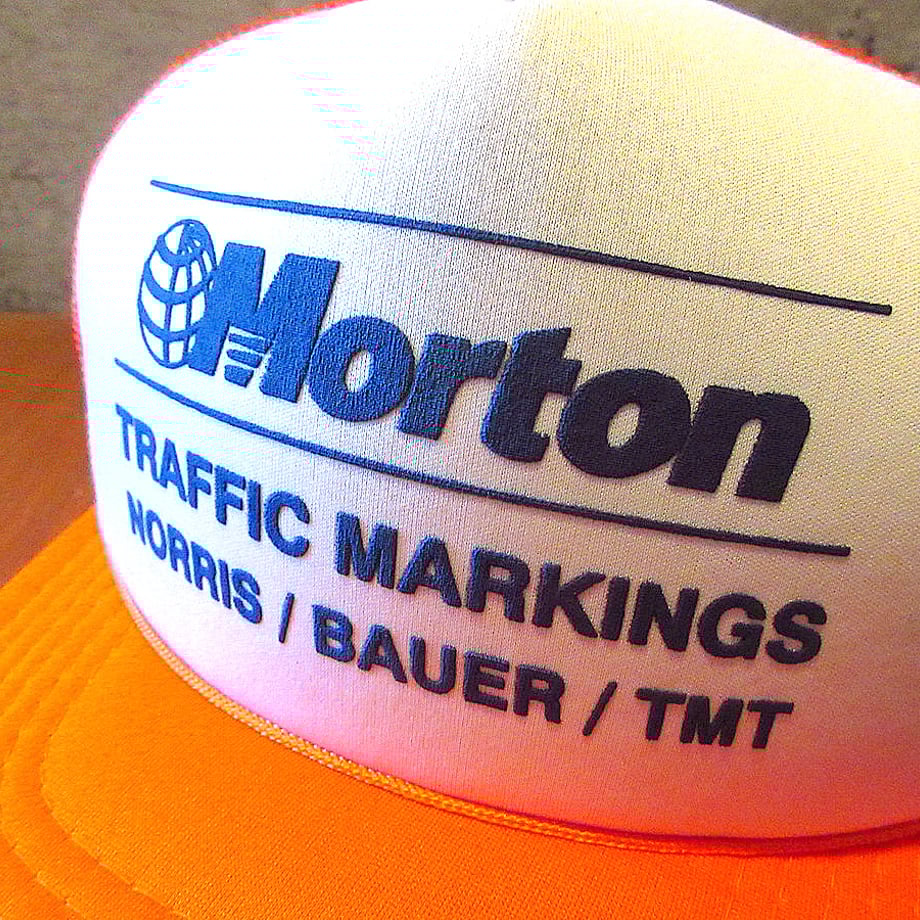 Morton
TRAFFIC MARKINGS
NORRIS / BAUER / TMT